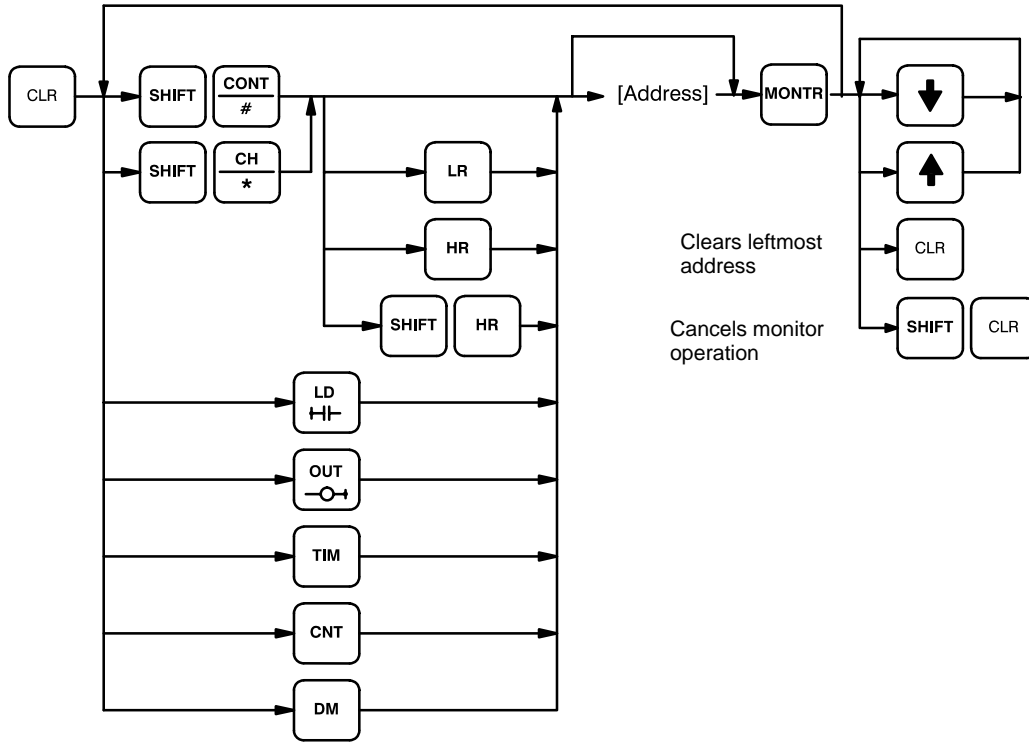 CLR SHIFT CONT # [Address] MONTR
SHIFT CH * LR
HR Clears leftmost address CLR
SHIFT HR Cancels monitor operation SHIFT CLR
LD
OUT
TIM
CNT
DM